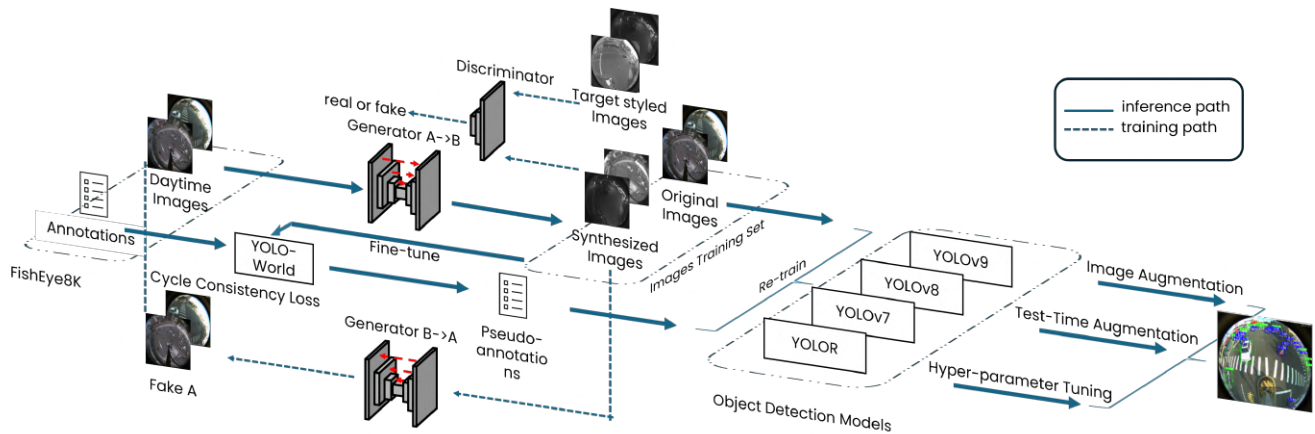 Discriminator
real or fake
Generator A->B
Target styled
Images
inference path
training path
Daytime
Images
Original
Images
Annotations
YOLO-
World
Fine-tune
Synthesized
Images
Images Training Set
FishEye8K
Cycle Consistency Loss
Generator B->A
Pseudo-
annotatio
ns
Fake A
Re-train
YOLOv9
YOLOv8
YOLOv7
YOLOR
Object Detection Models
Image Augmentation
Test-Time Augmentation
Hyper-parameter Tuning